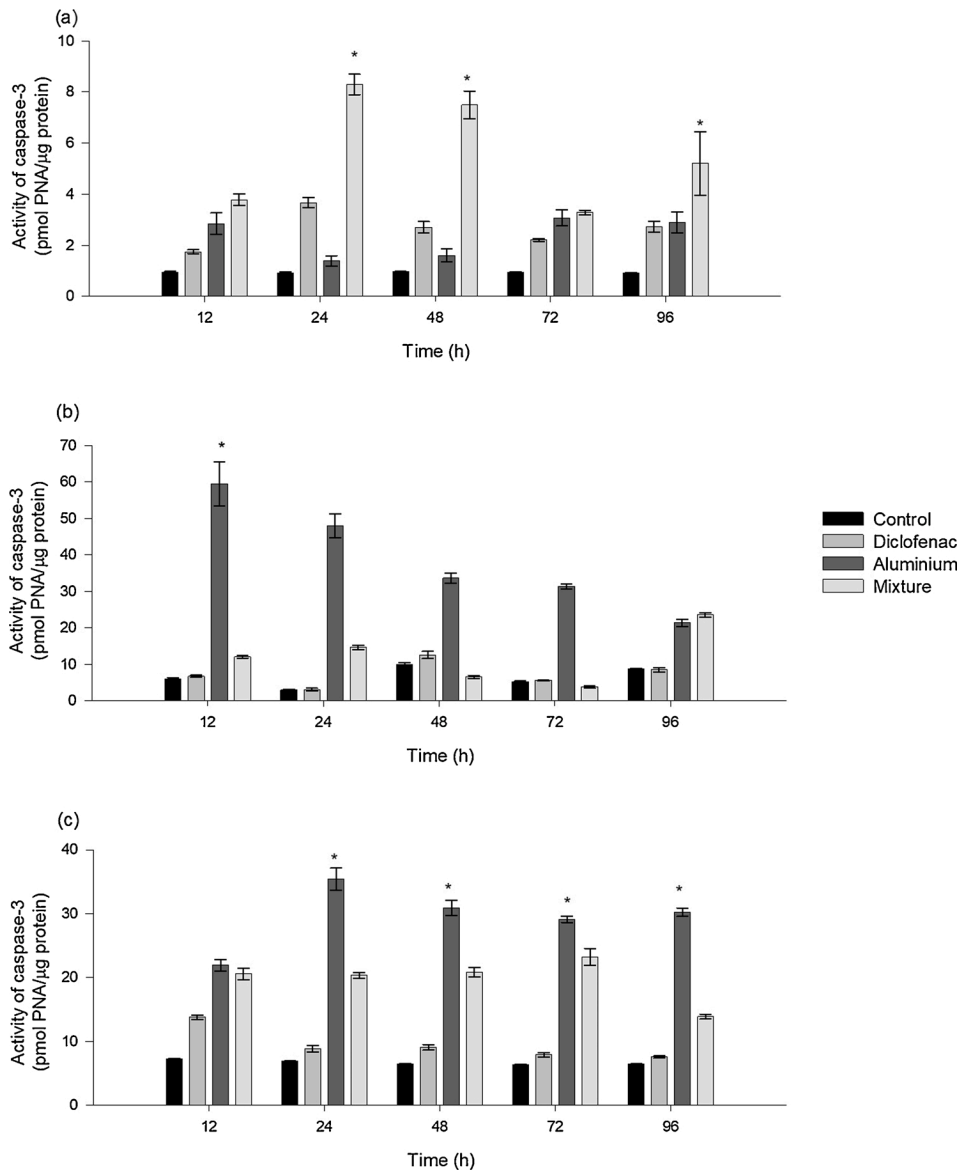 (a)
Activity of caspase-3
(pmol PNA/µg protein)
10
8
6
4
2
0
*
*
*
12 24 48 72 96
Time (h)
(b)
Activity of caspase-3
(pmol PNA/µg protein)
70
60
50
40
30
20
10
0
*
12 24 48 72 96
Time (h)
Control
Diclofenac
Aluminium
Mixture
(c)
Activity of caspase-3
(pmol PNA/µg protein)
40
30
20
10
0
*
*
*
*
12 24 48 72 96
Time (h)